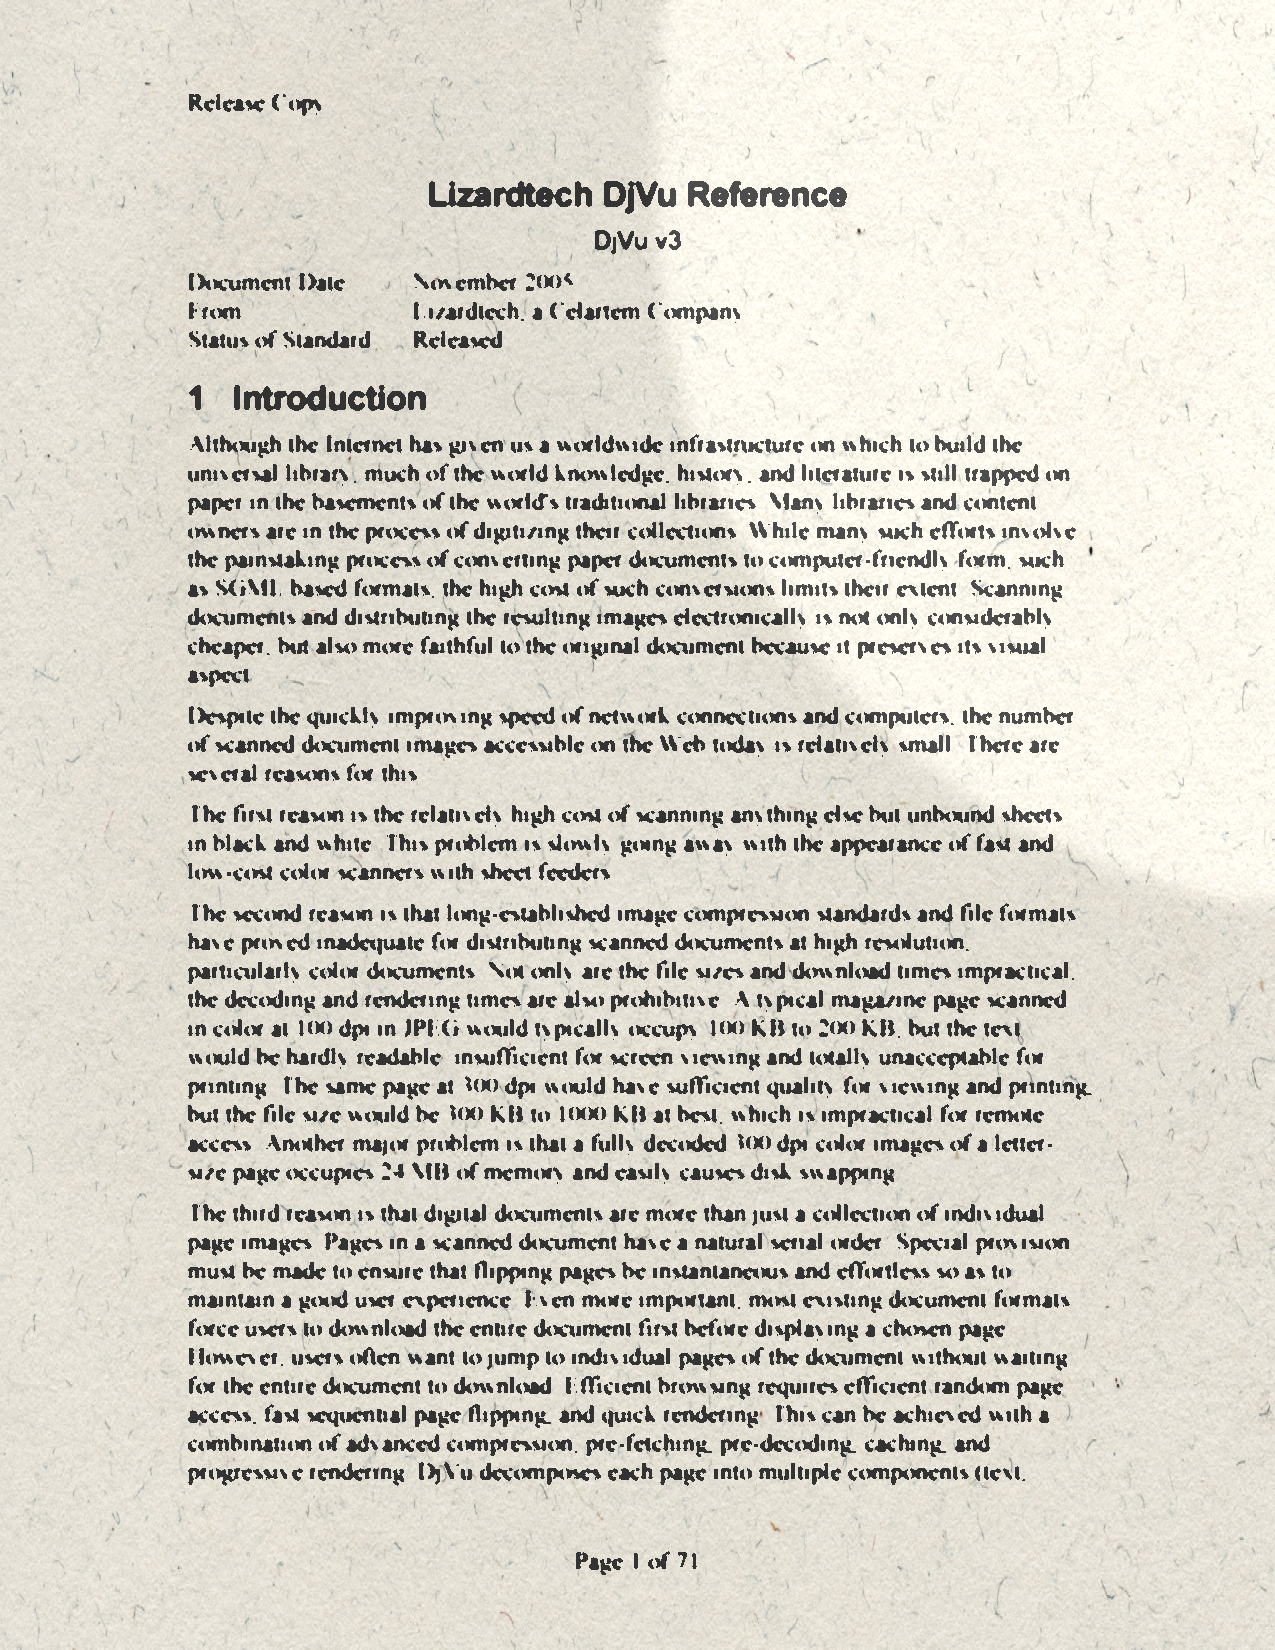 Release Copy
Lizardtech DjVu Reference
DjVu v3
Document Date November 2005
From Lizardtech, a Celartem Company
Status of Standard Released
1 Introduction
Although the Internet has given us a worldwide infrastructure on which to build the
universal library, much of the world knowledge, history, and literature is still trapped on
paper in the basements of the world's traditional libraries. Many libraries and content
owners are in the process of digitizing their collections. While many such efforts involve
the painstaking process of converting paper documents to computer-friendly form, such
as SGML based formats, the high cost of such conversions limits their extent. Scanning
documents and distributing the resulting images electronically is not only considerably
cheaper, but also more faithful to the original document because it preserves its visual
aspect.
Despite the quickly improving speed of network connections and computers, the number
of scanned document images accessible on the Web today is relatively small. There are
several reasons for this.
The first reason is the relatively high cost of scanning anything else but unbound sheets
in black and white. This problem is slowly going away with the appearance of fast and
low-cost color scanners with sheet feeders.
The second reason is that long-established image compression standards and file formats
have proved inadequate for distributing scanned documents at high resolution,
particularly color documents. Not only are the file sizes and download times impractical,
the decoding and rendering times are also prohibitive. A typical magazine page scanned
in color at 100 dpi in JPEG would typically occupy 100 KB to 200 KB, but the text
would be hardly readable: insufficient for screen viewing and totally unacceptable for
printing. The same page at 300 dpi would have sufficient quality for viewing and printing,
but the file size would be 300 KB to 1000 KB at best, which is impractical for remote
access. Another major problem is that a fully decoded 300 dpi color images of a letter-
size page occupies 24 MB of memory and easily causes disk swapping.
The third reason is that digital documents are more than just a collection of individual
page images. Pages in a scanned document have a natural serial order. Special provision
must be made to ensure that flipping pages be instantaneous and effortless so as to
maintain a good user experience. Even more important, most existing document formats
force users to download the entire document first before displaying a chosen page.
However, users often want to jump to individual pages of the document without waiting
for the entire document to download. Efficient browsing requires efficient random page
access, fast sequential page flipping, and quick rendering. This can be achieved with a
combination of advanced compression, pre-fetching, pre-decoding, caching, and
progressive rendering. DjVu decomposes each page into multiple components (text,
Page 1 of 71